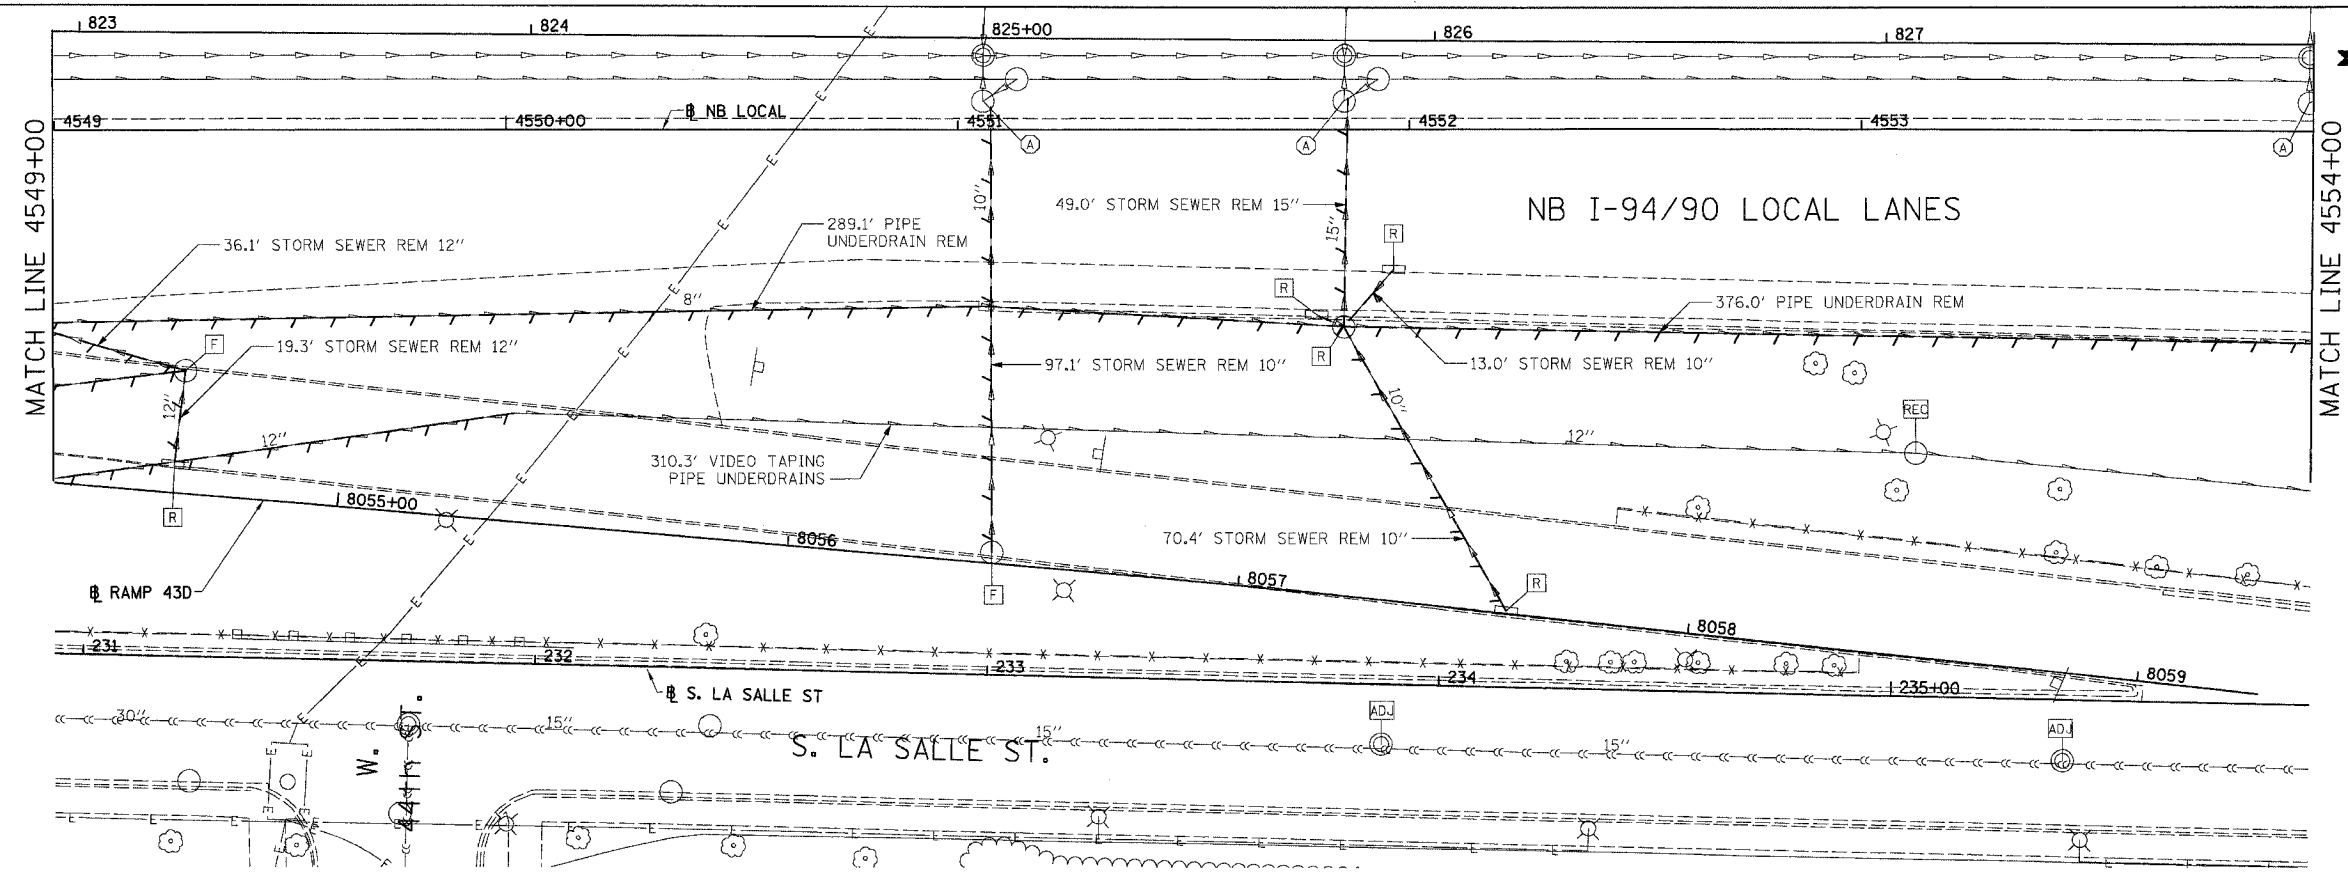 823
824
825+00
826
827
MATCH LINE 4549+00
4549
4550+00
℄ NB LOCAL
4551
4552
4553
MATCH LINE 4554+00
A
A
A
10"
49.0' STORM SEWER REM 15"
15"
NB I-94/90 LOCAL LANES
36.1' STORM SEWER REM 12"
289.1' PIPE
UNDERDRAIN REM
R
R
8"
376.0' PIPE UNDERDRAIN REM
F
19.3' STORM SEWER REM 12"
R
97.1' STORM SEWER REM 10"
13.0' STORM SEWER REM 10"
12"
10"
REC
12"
12"
310.3' VIDEO TAPING
PIPE UNDERDRAINS
R
8055+00
8056
70.4' STORM SEWER REM 10"
8057
R
F
℄ RAMP 43D
8058
8059
231
232
233
234
235+00
℄ S. LA SALLE ST
30"
15"
15"
15"
ADJ
ADJ
S. LA SALLE ST.
W. 44TH ST.
E
E
E
E
E
E
E
E
E
E
E
E
E
E